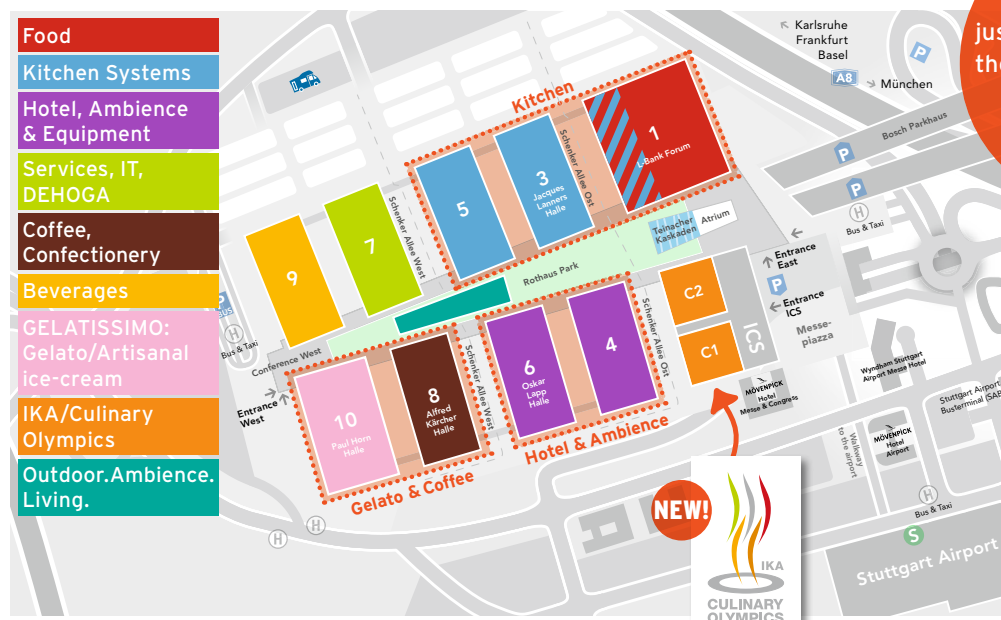 Food
Kitchen Systems
Hotel, Ambience
& Equipment
Services, IT,
DEHOGA
Coffee,
Confectionery
Beverages
GELATISSIMO:
Gelato/Artisanal
ice-cream
IKA/Culinary
Olympics
Outdoor.Ambience.
Living.
Karlsruhe
Frankfurt
Basel
A8
München
P
Bosch Parkhaus
P
P
H
Bus & Taxi
Kitchen
1
L-Bank Forum
Schenker Allee Ost
3
Jacques
Lanners
Halle
5
Schenker Allee West
7
9
Teinacher
Kaskaden
Atrium
Rothaus Park
Entrance
East
P
Entrance
ICS
Messe-
piazza
ICS
C2
C1
H
Bus & Taxi
Conference West
Entrance
West
10
Paul Horn
Halle
8
Alfred
Kärcher
Halle
Schenker Allee West
6
Oskar
Lapp
Halle
4
Schenker Allee Ost
Gelato & Coffee
Hotel & Ambience
MÖVENPICK
Hotel
Messe & Congress
Wyndham Stuttgart
Airport Messe Hotel
Stuttgart Airport
Busterminal (SAB)
MÖVENPICK
Hotel
Airport
Walkway
to the airport
H
Bus & Taxi
S
Stuttgart Airport
H
H
NEW!
IKA
CULINARY
OLYMPICS